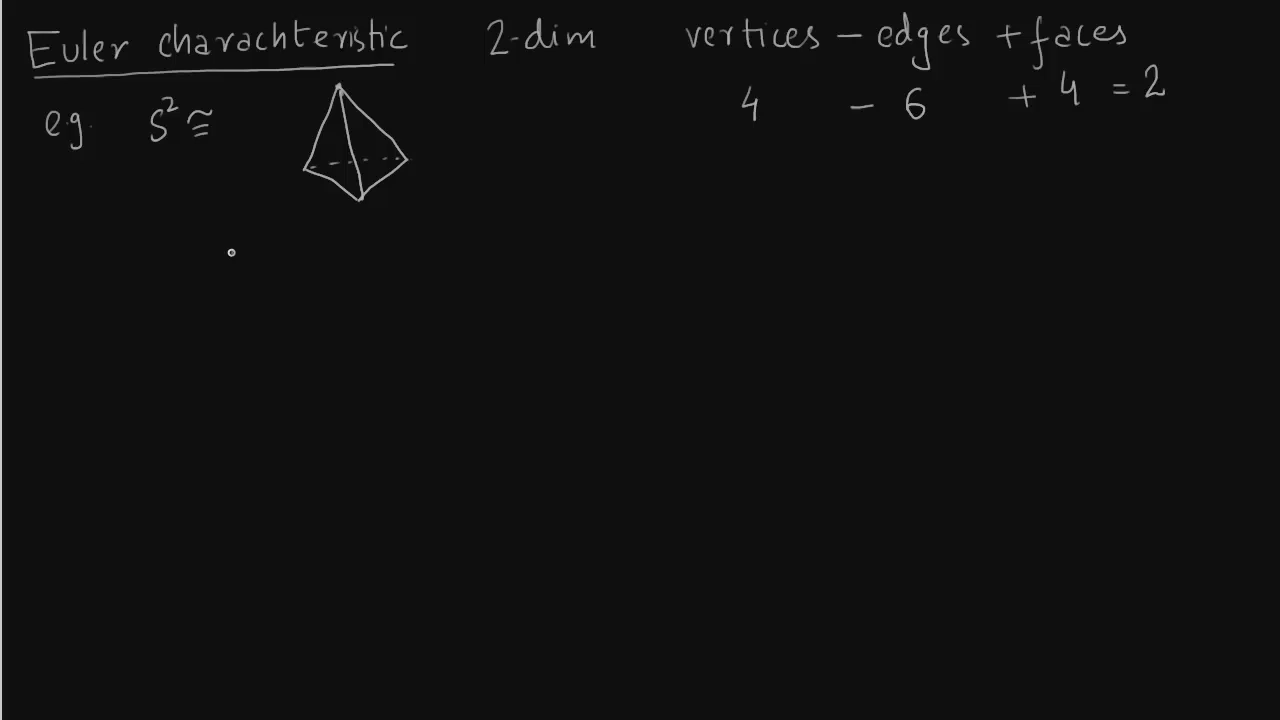 Euler charachteristic 2-dim vertices - edges + faces
e.g. S² ≅ 4 - 6 + 4 = 2